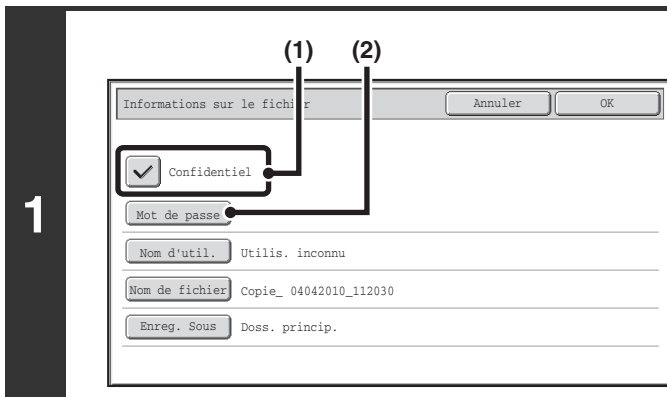 1
(1) (2)
Informations sur le fichier Annuler OK
Confidentiel
Mot de passe
Nom d'util. Utilis. inconnu
Nom de fichier Copie_ 04042010_112030
Enreg. Sous Doss. princip.